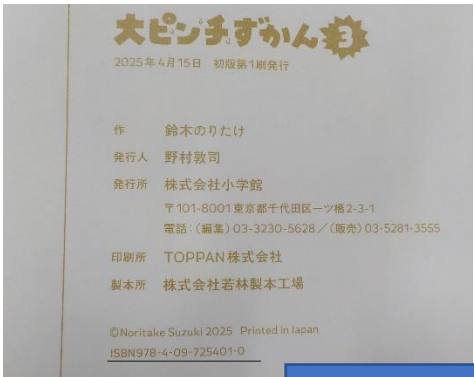 大ピンチずかん3
2025年4月15日 初版第1刷発行
作 鈴木のりたけ
発行人 野村敦司
発行所 株式会社小学館
〒101-8001 東京都千代田区一ツ橋2-3-1
電話:(編集)03-3230-5628/(販売)03-5281-3555
印刷所 TOPPAN株式会社
製本所 株式会社若林製本工場
©Noritake Suzuki 2025 Printed in Japan
ISBN978-4-09-725401-0